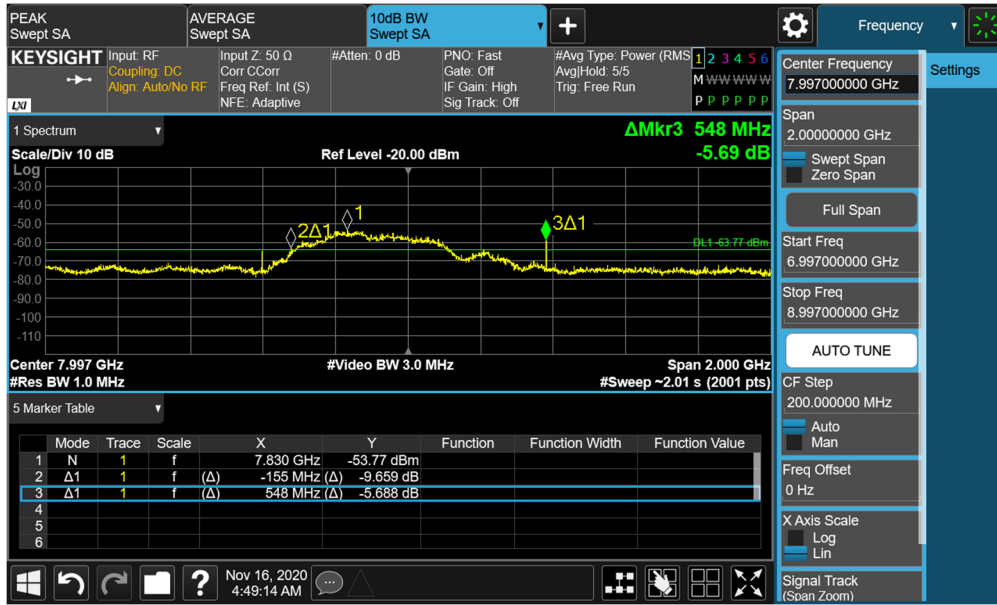 PEAK
Swept SA
AVERAGE
Swept SA
10dB BW
Swept SA
Frequency
KEYSIGHT
LXI
Input: RF
Coupling: DC
Align: Auto/No RF
Input Z: 50 Ω
Corr CCorr
Freq Ref: Int (S)
NFE: Adaptive
#Atten: 0 dB
PNO: Fast
Gate: Off
IF Gain: High
Sig Track: Off
#Avg Type: Power (RMS
Avg|Hold: 5/5
Trig: Free Run
1 2 3 4 5 6
M W W W W W
P P P P P P
1 Spectrum
ΔMkr3 548 MHz
-5.69 dB
Scale/Div 10 dB
Ref Level -20.00 dBm
Log
-30.0
-40.0
-50.0
-60.0
-70.0
-80.0
-90.0
-100
-110
2Δ1
1
3Δ1
DL1 -63.77 dBm
Center 7.997 GHz
#Video BW 3.0 MHz
Span 2.000 GHz
#Res BW 1.0 MHz
#Sweep ~2.01 s (2001 pts)
5 Marker Table
Mode Trace Scale X Y Function Function Width Function Value
1 N 1 f 7.830 GHz -53.77 dBm
2 Δ1 1 f (Δ) -155 MHz (Δ) -9.659 dB
3 Δ1 1 f (Δ) 548 MHz (Δ) -5.688 dB
4
5
6
Nov 16, 2020
4:49:14 AM
Center Frequency
7.997000000 GHz
Span
2.00000000 GHz
Swept Span
Zero Span
Full Span
Start Freq
6.997000000 GHz
Stop Freq
8.997000000 GHz
AUTO TUNE
CF Step
200.000000 MHz
Auto
Man
Freq Offset
0 Hz
X Axis Scale
Log
Lin
Signal Track
(Span Zoom)
Settings